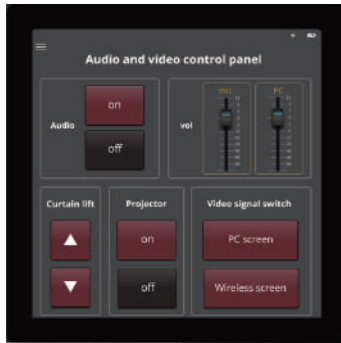 Audio and video control panel
Audio
on
off
vol
PC
Curtain lift
Projector
on
off
Video signal switch
PC screen
Wireless screen